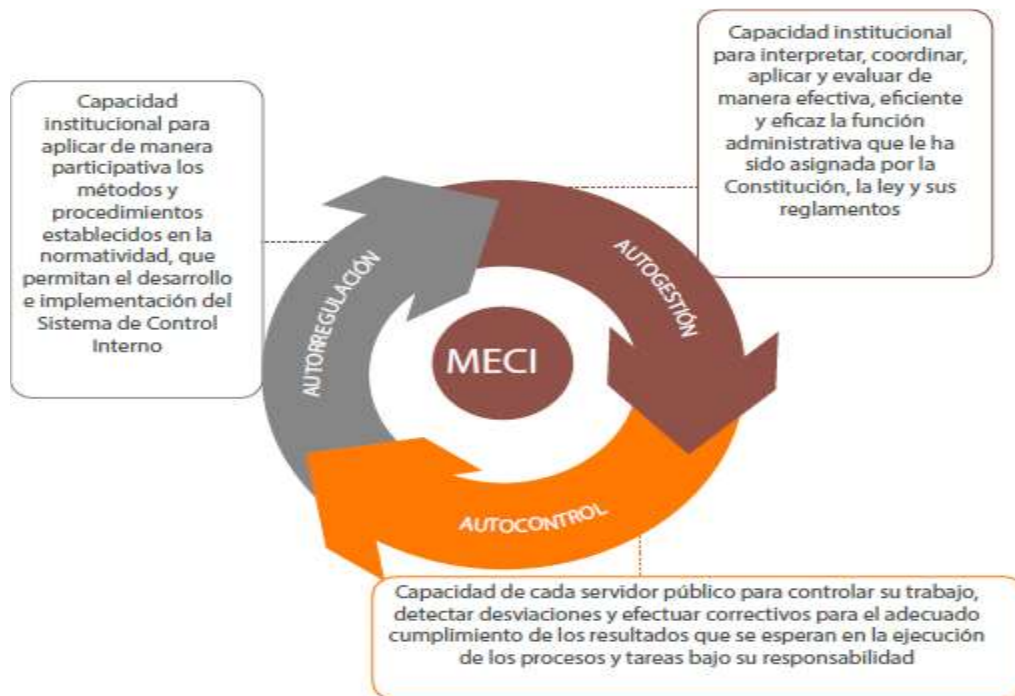 Capacidad institucional
para interpretar, coordinar,
aplicar y evaluar de
manera efectiva, eficiente
y eficaz la función
administrativa que le ha
sido asignada por la
Constitución, la ley y sus
reglamentos
Capacidad
institucional para
aplicar de manera
participativa los
métodos y
procedimientos
establecidos en la
normatividad, que
permitan el desarrollo
e implementación del
Sistema de Control
Interno
AUTORREGULACIÓN
AUTOGESTIÓN
MECI
AUTOCONTROL
Capacidad de cada servidor público para controlar su trabajo,
detectar desviaciones y efectuar correctivos para el adecuado
cumplimiento de los resultados que se esperan en la ejecución
de los procesos y tareas bajo su responsabilidad